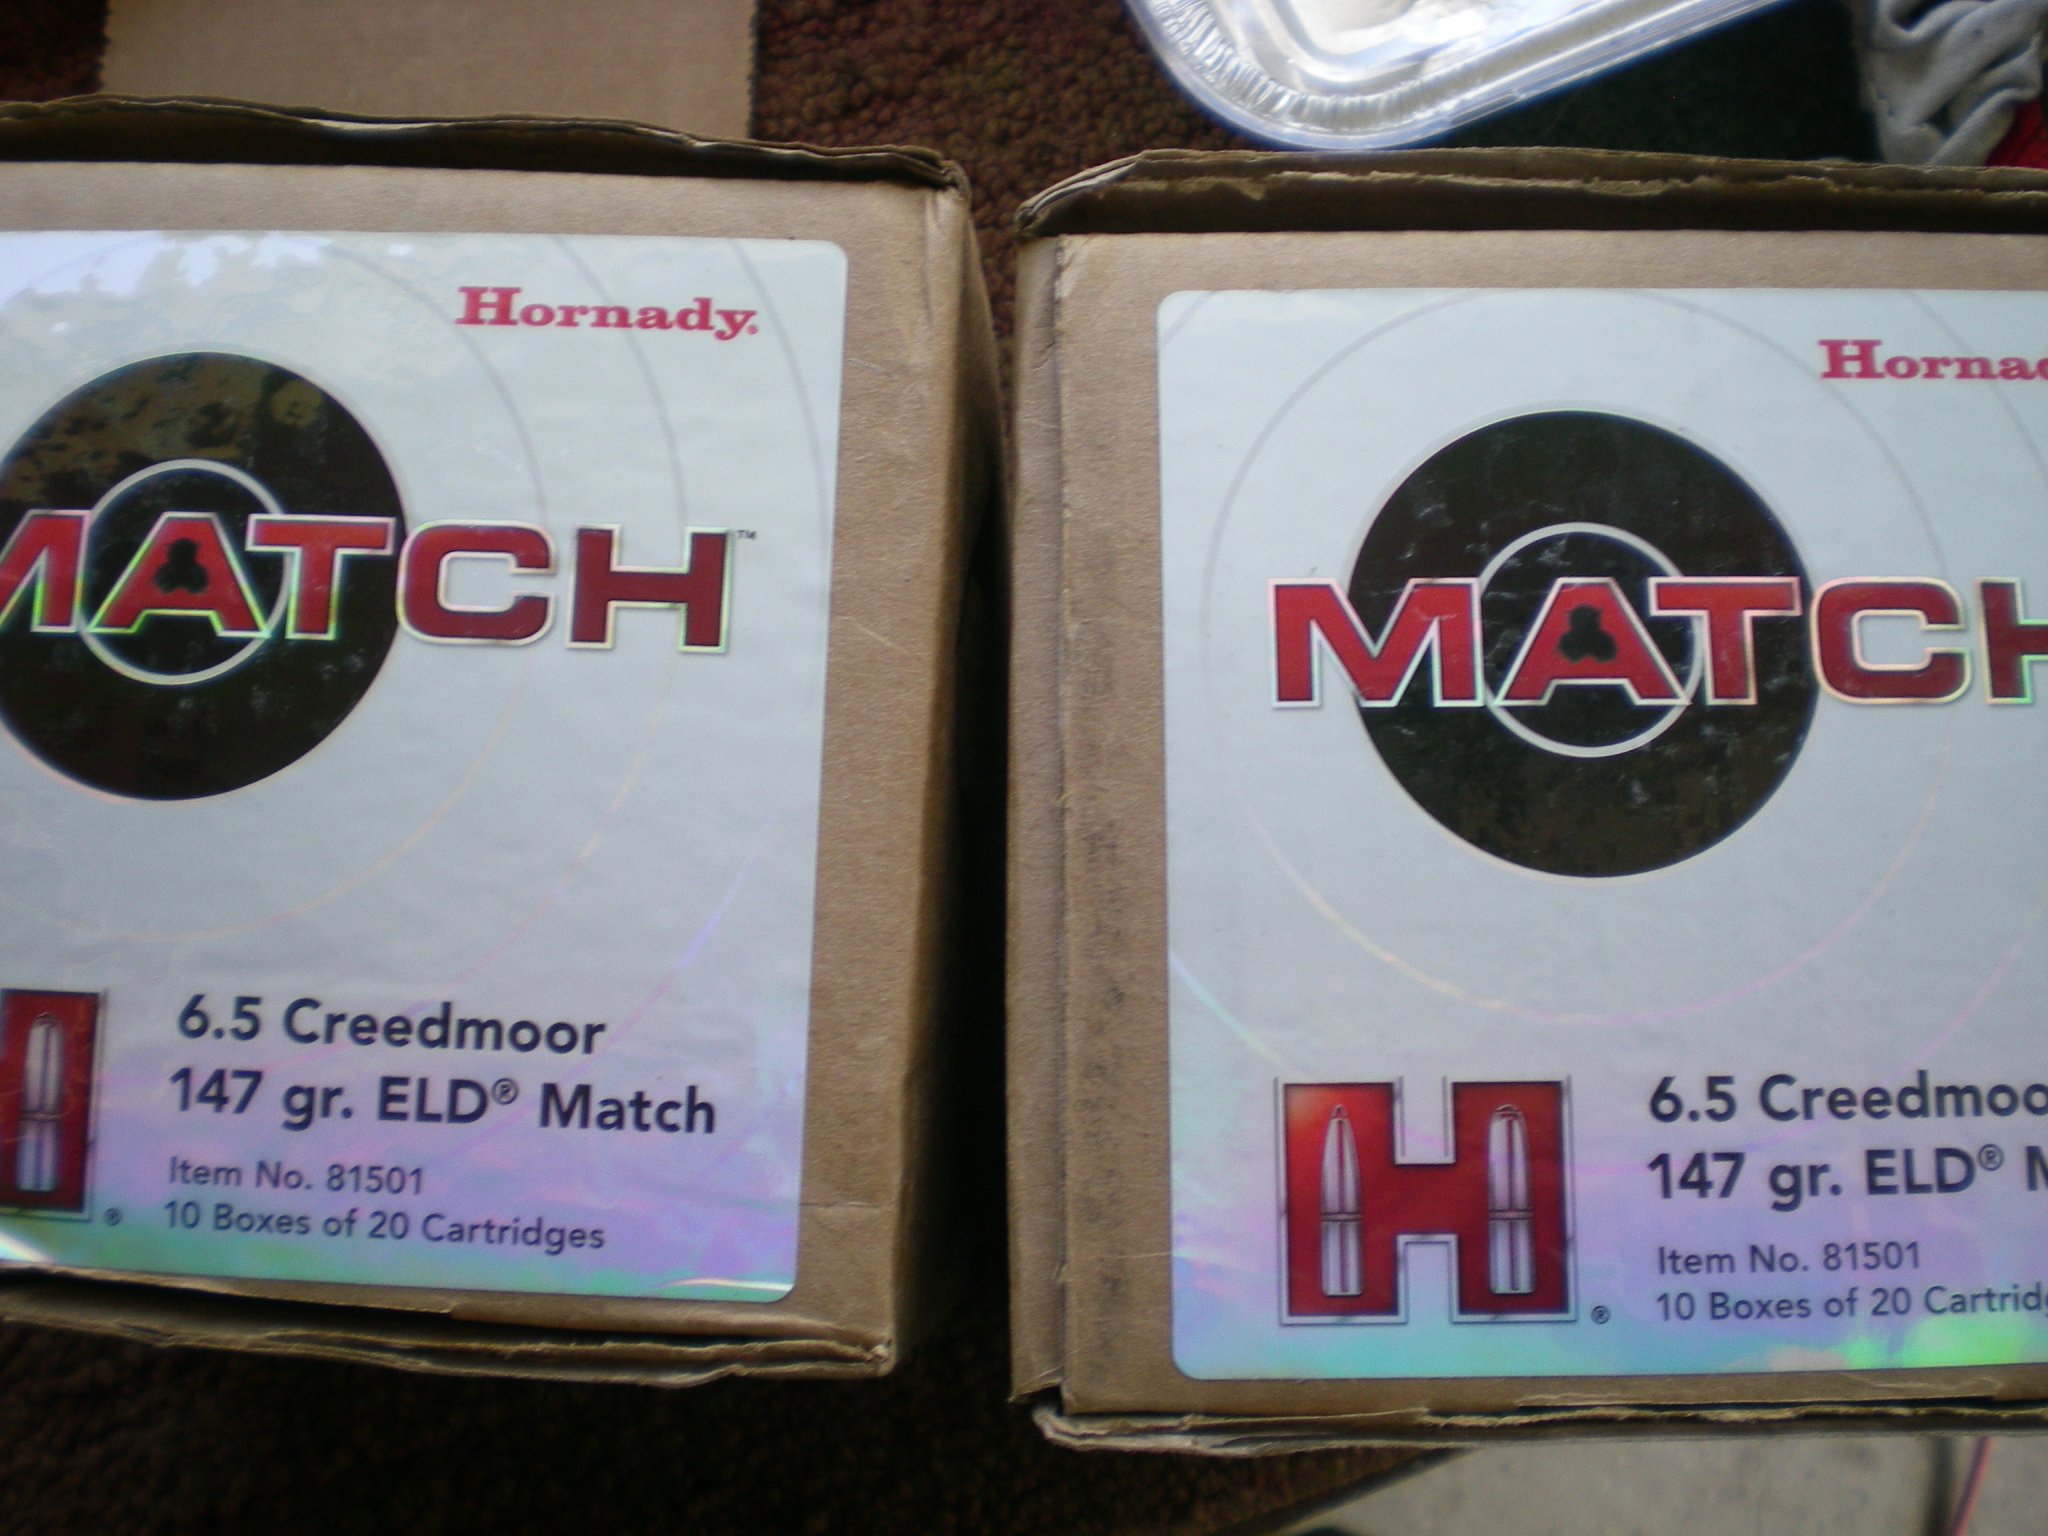 Hornady®
MATCH™
6.5 Creedmoor
147 gr. ELD® Match
Item No. 81501
® 10 Boxes of 20 Cartridges
Hornad
MATCH
H
6.5 Creedmoo
147 gr. ELD® M
Item No. 81501
® 10 Boxes of 20 Cartridg